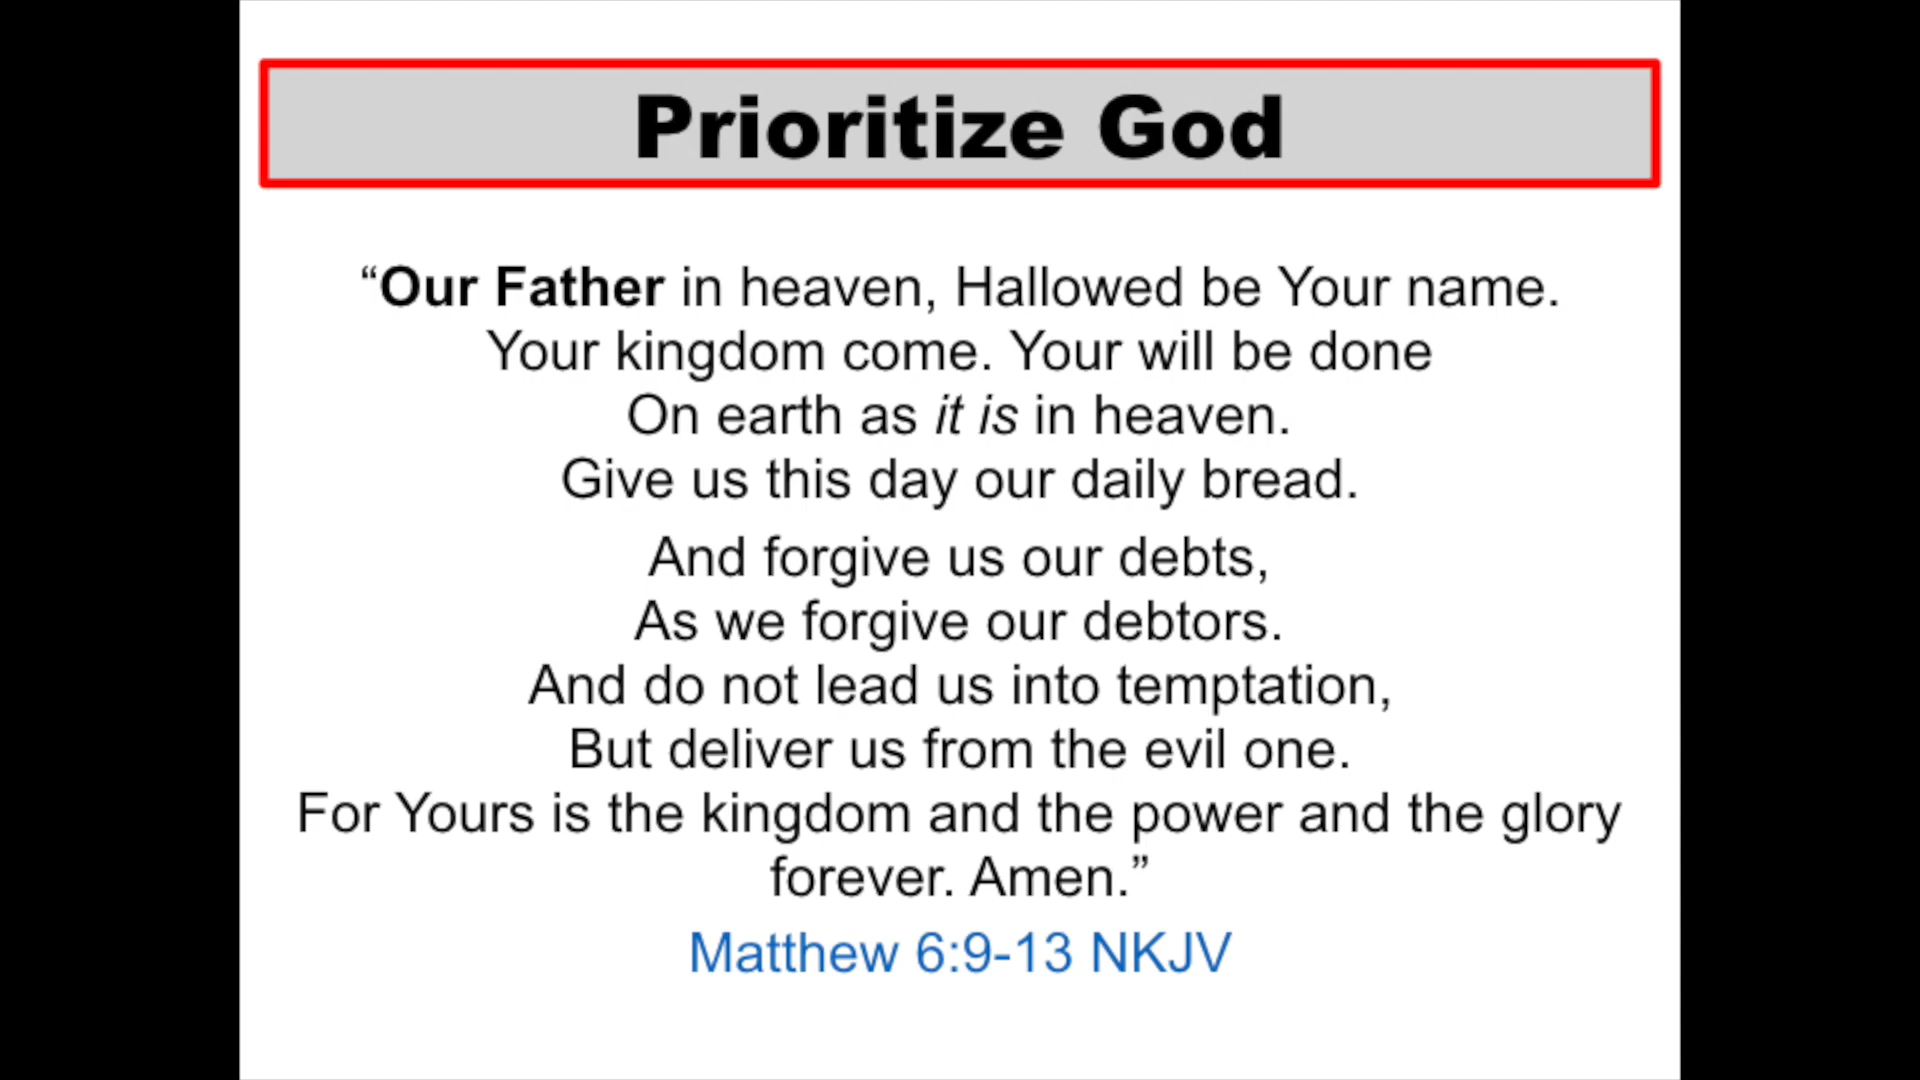 Prioritize God
“Our Father in heaven, Hallowed be Your name.
Your kingdom come. Your will be done
On earth as it is in heaven.
Give us this day our daily bread.
And forgive us our debts,
As we forgive our debtors.
And do not lead us into temptation,
But deliver us from the evil one.
For Yours is the kingdom and the power and the glory
forever. Amen.”
Matthew 6:9-13 NKJV